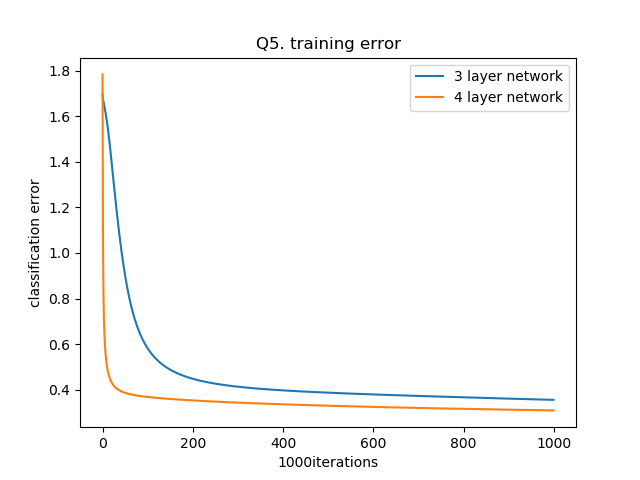 Q5. training error
3 layer network
4 layer network
classification error
1.8
1.6
1.4
1.2
1.0
0.8
0.6
0.4
0 200 400 600 800 1000
1000iterations